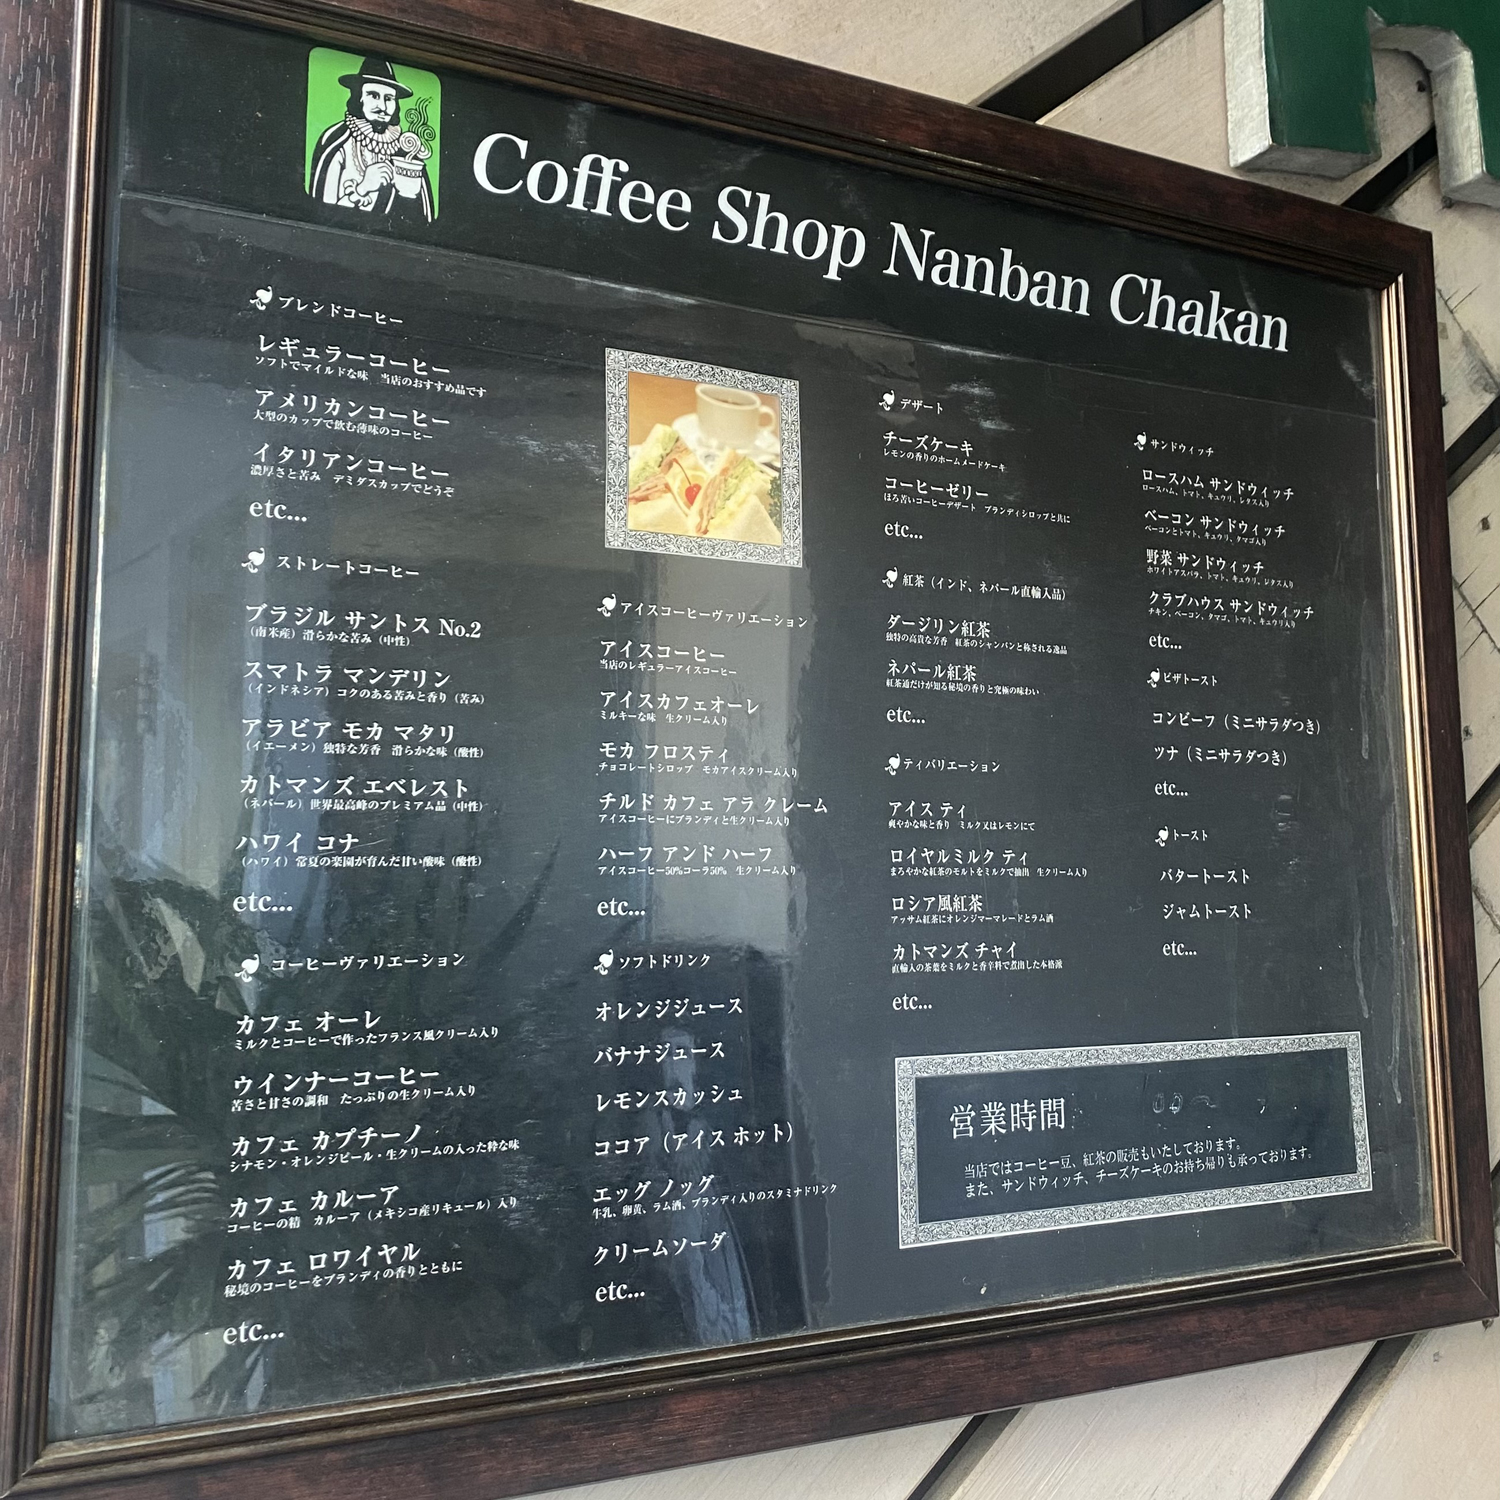 Coffee Shop Nanban Chakan
ブレンドコーヒー
レギュラーコーヒー
ソフトでマイルドな味　当店のおすすめ品です
アメリカンコーヒー
大型のカップで飲む薄味のコーヒー
イタリアンコーヒー
濃厚さと苦み　デミダスカップでどうぞ
etc...
ストレートコーヒー
ブラジル サントス No.2
（南米産）滑らかな苦み（中性）
スマトラ マンデリン
（インドネシア）コクのある苦みと香り（苦み）
アラビア モカ マタリ
（イエーメン）独特な芳香　滑らかな味（酸性）
カトマンズ エベレスト
（ネパール）世界最高峰のプレミアム品（中性）
ハワイ コナ
（ハワイ）常夏の楽園が育んだ甘い酸味（酸性）
etc...
コーヒーヴァリエーション
カフェ オーレ
ミルクとコーヒーで作ったフランス風クリーム入り
ウインナーコーヒー
苦さと甘さの調和　たっぷりの生クリーム入り
カフェ カプチーノ
シナモン・オレンジピール・生クリームの入った粋な味
カフェ カルーア
コーヒーの精　カルーア（メキシコ産リキュール）入り
カフェ ロワイヤル
秘境のコーヒーをブランディの香りとともに
etc...
アイスコーヒーヴァリエーション
アイスコーヒー
当店のレギュラーアイスコーヒー
アイスカフェオーレ
ミルキーな味　生クリーム入り
モカ フロスティ
チョコレートシロップ　モカアイスクリーム入り
チルド カフェ アラ クレーム
アイスコーヒーにブランディと生クリーム入り
ハーフ アンド ハーフ
アイスコーヒー50%コーラ50%　生クリーム入り
etc...
ソフトドリンク
オレンジジュース
バナナジュース
レモンスカッシュ
ココア（アイス ホット）
エッグ ノッグ
牛乳、卵黄、ラム酒、ブランディ入りのスタミナドリンク
クリームソーダ
etc...
デザート
チーズケーキ
レモンの香りのホームメードケーキ
コーヒーゼリー
ほろ苦いコーヒーデザート　ブランディシロップと共に
etc...
紅茶（インド、ネパール直輸入品）
ダージリン紅茶
独特の高貴な芳香　紅茶のシャンパンと称される逸品
ネパール紅茶
紅茶通だけが知る秘境の香りと究極の味わい
etc...
ティバリエーション
アイス ティ
爽やかな味と香り　ミルク又はレモンにて
ロイヤルミルク ティ
まろやかな紅茶のモルトをミルクで抽出　生クリーム入り
ロシア風紅茶
アッサム紅茶にオレンジマーマレードとラム酒
カトマンズ チャイ
直輸入の茶葉をミルクと香辛料で煮出した本格派
etc...
サンドウィッチ
ロースハム サンドウィッチ
ロースハム、トマト、キュウリ、レタス入り
ベーコン サンドウィッチ
ベーコンとトマト、キュウリ、タマゴ入り
野菜 サンドウィッチ
ホワイトアスパラ、トマト、キュウリ、レタス入り
クラブハウス サンドウィッチ
チキン、ベーコン、タマゴ、トマト、キュウリ入り
etc...
ピザトースト
コンビーフ（ミニサラダつき）
ツナ（ミニサラダつき）
etc...
トースト
バタートースト
ジャムトースト
etc...
営業時間
当店ではコーヒー豆、紅茶の販売もいたしております。
また、サンドウィッチ、チーズケーキのお持ち帰りも承っております。